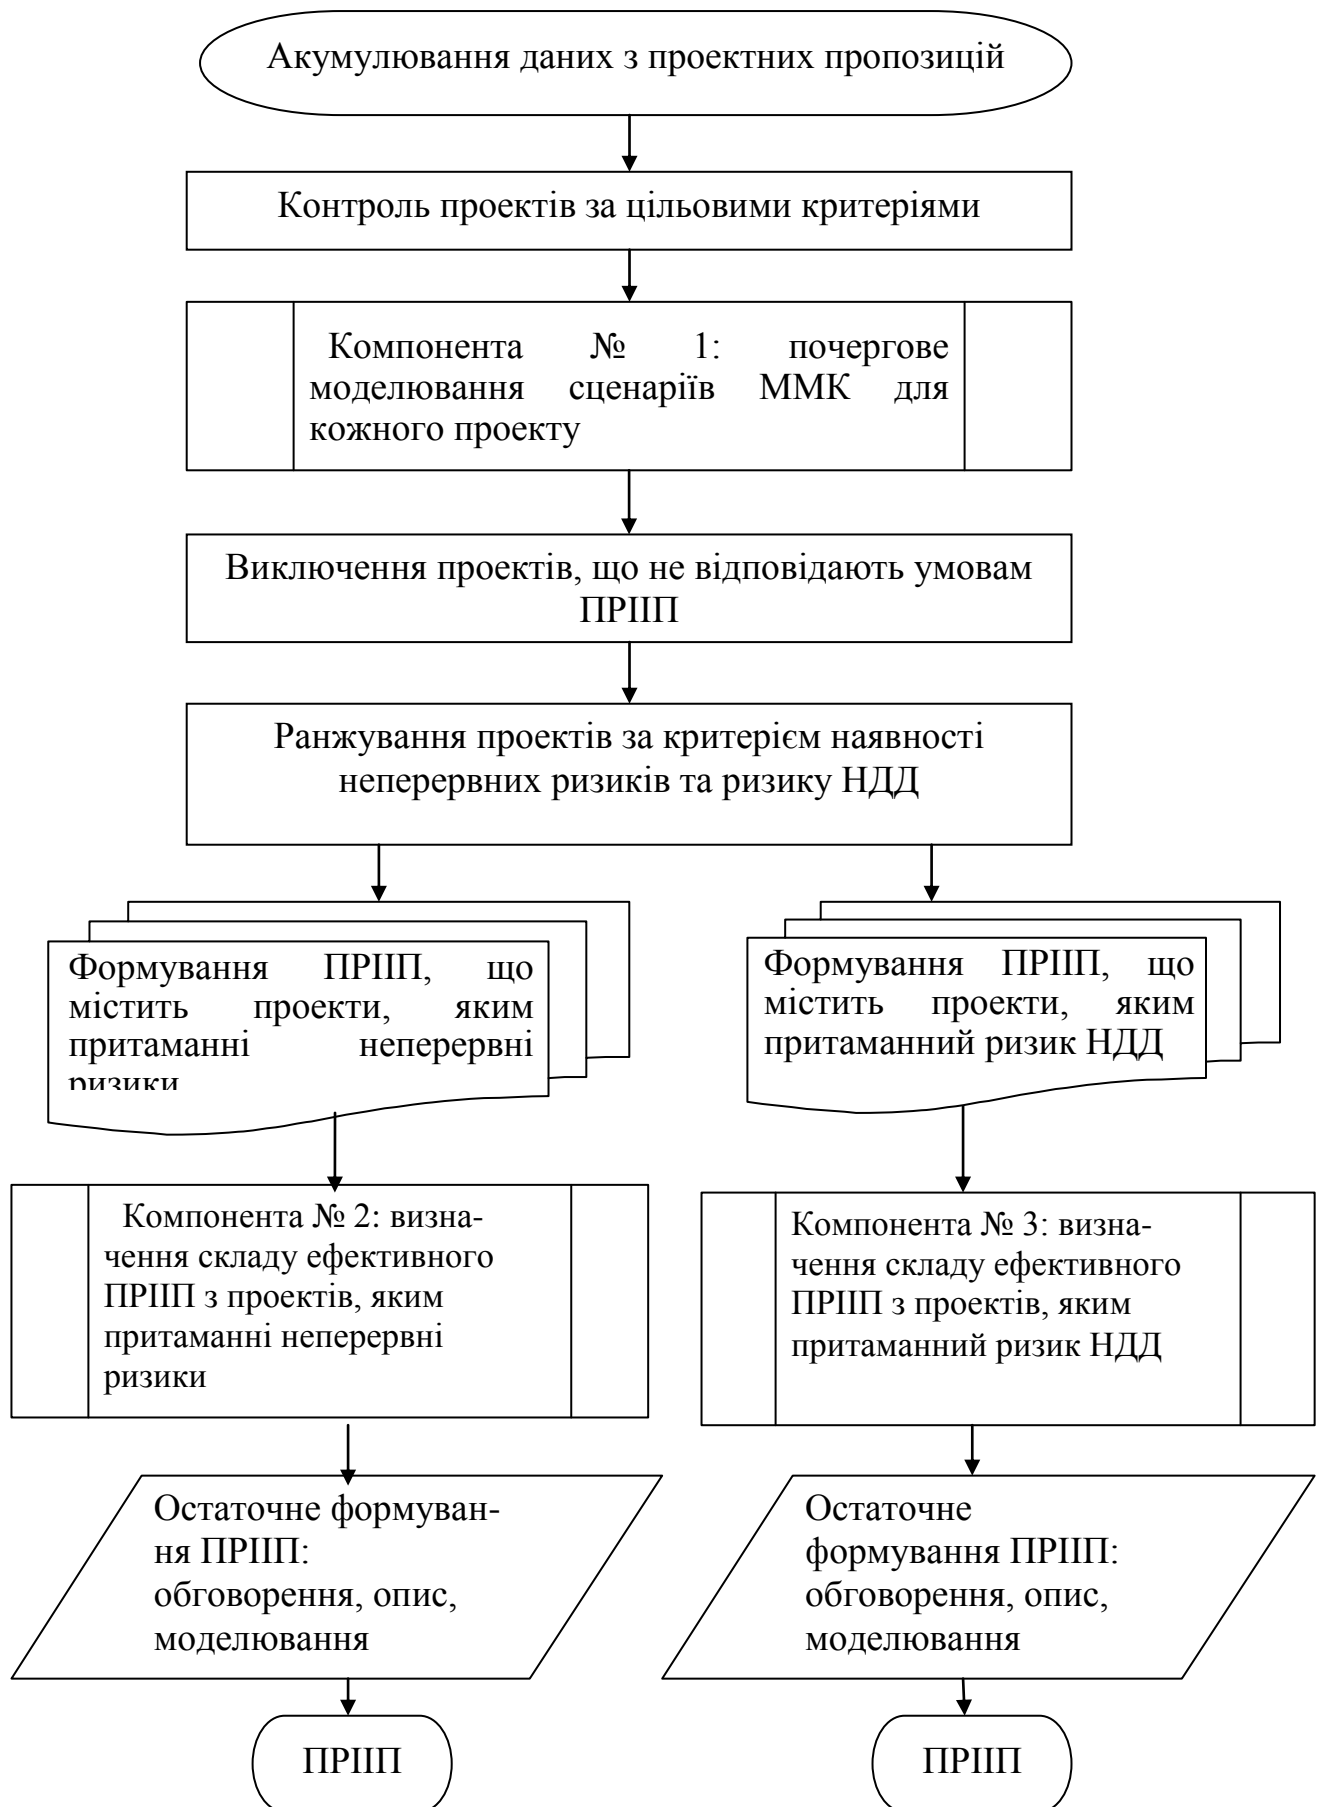 Акумулювання даних з проектних пропозицій
Контроль проектів за цільовими критеріями
Компонента № 1: почергове
моделювання сценаріїв ММК для
кожного проекту
Виключення проектів, що не відповідають умовам
ПРІІП
Ранжування проектів за критерієм наявності
неперервних ризиків та ризику НДД
Формування ПРІІП, що
містить проекти, яким
притаманні неперервні
ризики
Формування ПРІІП, що
містить проекти, яким
притаманний ризик НДД
Компонента № 2: визна-
чення складу ефективного
ПРІІП з проектів, яким
притаманні неперервні
ризики
Компонента № 3: визна-
чення складу ефективного
ПРІІП з проектів, яким
притаманний ризик НДД
Остаточне формуван-
ня ПРІІП:
обговорення, опис,
моделювання
Остаточне
формування ПРІІП:
обговорення, опис,
моделювання
ПРІІП
ПРІІП